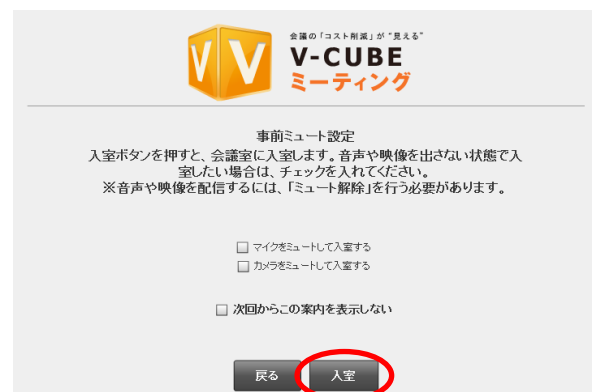 会議の「コスト削減」が“見える”
V-CUBE
ミーティング
事前ミュート設定
入室ボタンを押すと、会議室に入室します。音声や映像を出さない状態で入
室したい場合は、チェックを入れてください。
※音声や映像を配信するには、「ミュート解除」を行う必要があります。
マイクをミュートして入室する
カメラをミュートして入室する
次回からこの案内を表示しない
戻る
入室